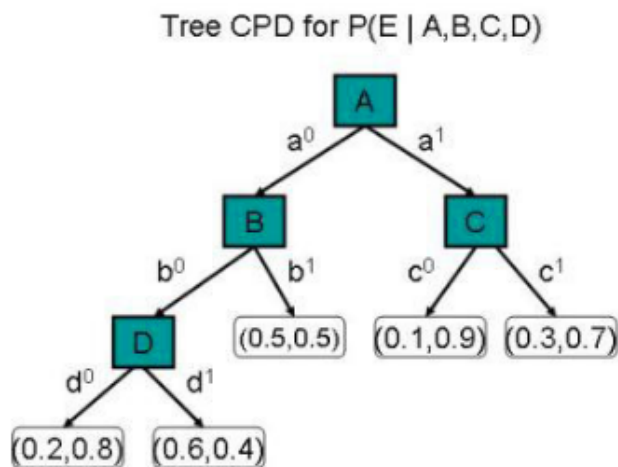 Tree CPD for P(E | A,B,C,D)
A
a⁰ a¹
B C
b⁰ b¹ c⁰ c¹
D (0.5,0.5) (0.1,0.9) (0.3,0.7)
d⁰ d¹
(0.2,0.8) (0.6,0.4)